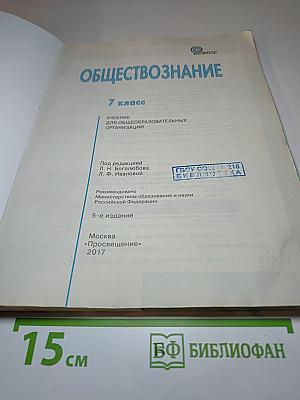 ФГОС
ОБЩЕСТВОЗНАНИЕ
7 класс
УЧЕБНИК
ДЛЯ ОБЩЕОБРАЗОВАТЕЛЬНЫХ
ОРГАНИЗАЦИЙ
Под редакцией
Л. Н. Боголюбова,
Л. Ф. Ивановой
БИБЛИОТЕКА
Рекомендовано
Министерством образования и науки
Российской Федерации
5-е издание
Москва
«Просвещение»
2017
15 см
БФ БИБЛИОФАН